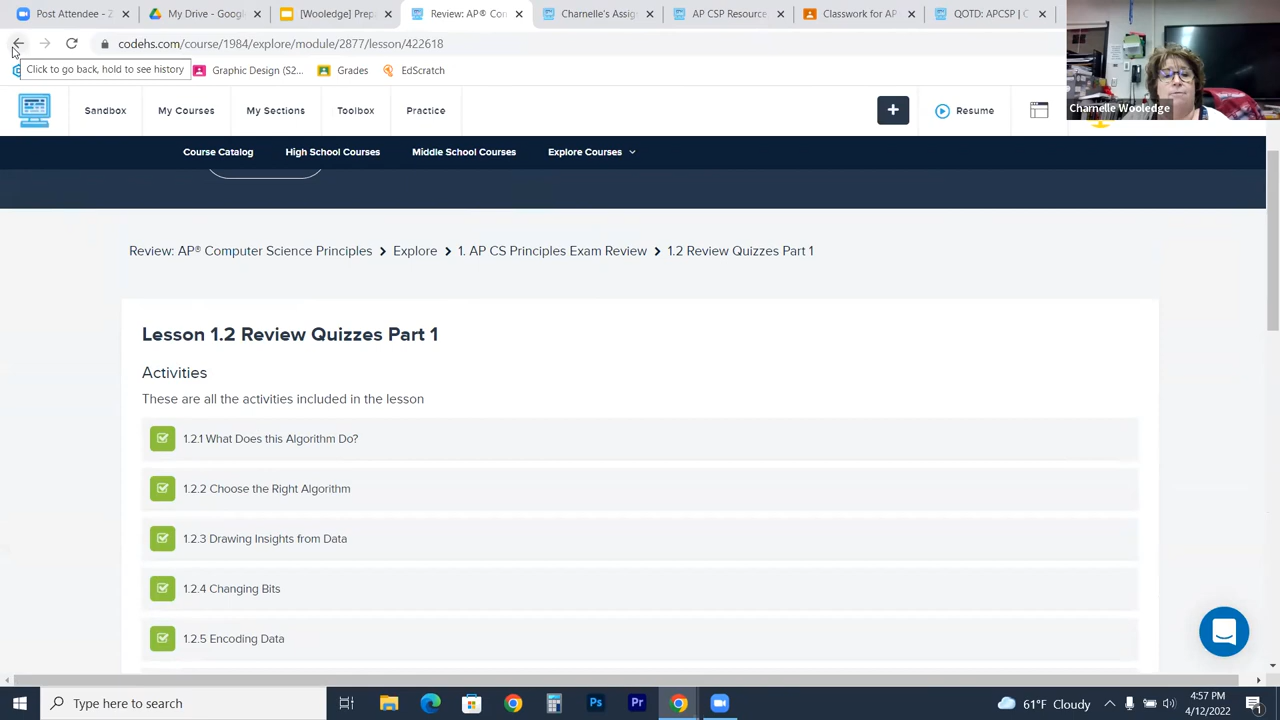 Post Attendee - Z
My Drive - Goog
[Wooledge] Prep
Review: AP® Co
Charnelle's Assig
AP CSP Resource
Classwork for AP
QOTD: APCSP | C
codehs.com/course/1984/explore/module/2877/lesson/422618
Click to go back, hold to see history
Graphic Design (S2...
Grades
EdScratch
Sandbox
My Courses
My Sections
Toolbox
Practice
+
Resume
Charnelle Wooledge
Course Catalog
High School Courses
Middle School Courses
Explore Courses
Review: AP® Computer Science Principles > Explore > 1. AP CS Principles Exam Review > 1.2 Review Quizzes Part 1
Lesson 1.2 Review Quizzes Part 1
Activities
These are all the activities included in the lesson
1.2.1 What Does this Algorithm Do?
1.2.2 Choose the Right Algorithm
1.2.3 Drawing Insights from Data
1.2.4 Changing Bits
1.2.5 Encoding Data
Type here to search
Ps
Pr
61°F Cloudy
4:57 PM
4/12/2022
1